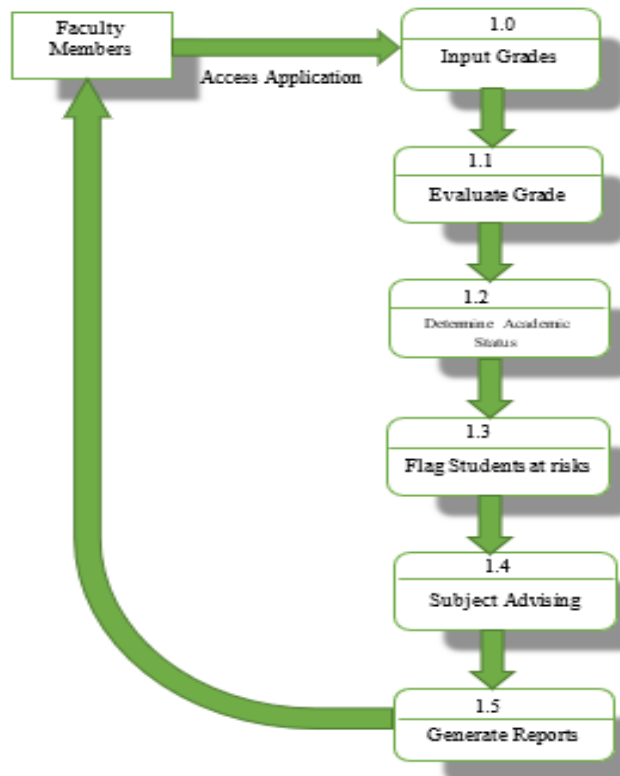 Faculty
Members
Access Application
1.0
Input Grades
1.1
Evaluate Grade
1.2
Determine Academic
Status
1.3
Flag Students at risks
1.4
Subject Advising
1.5
Generate Reports